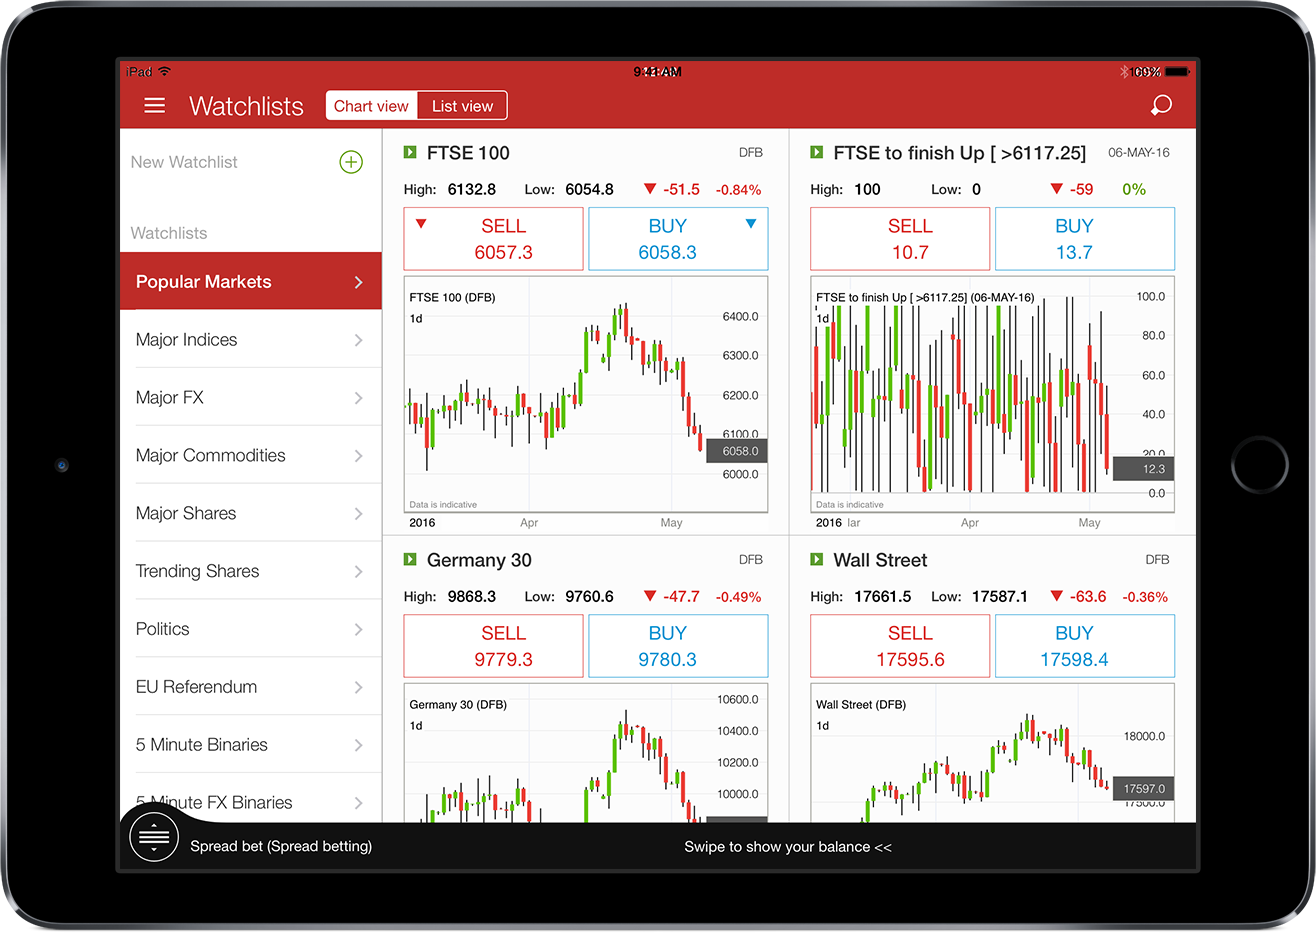 iPad
Watchlists
Chart view
List view
New Watchlist
Watchlists
Popular Markets
Major Indices
Major FX
Major Commodities
Major Shares
Trending Shares
Politics
EU Referendum
5 Minute Binaries
5 Minute FX Binaries
FTSE 100 DFB
High: 6132.8 Low: 6054.8 -51.5 -0.84%
SELL
6057.3
BUY
6058.3
FTSE 100 (DFB)
1d
6400.0
6300.0
6200.0
6100.0
6058.0
6000.0
Data is indicative
2016 Apr May
FTSE to finish Up [ >6117.25] 06-MAY-16
High: 100 Low: 0 -59 0%
SELL
10.7
BUY
13.7
FTSE to finish Up [ >6117.25] (06-MAY-16)
1d
100.0
80.0
60.0
40.0
20.0
12.3
0.0
Data is indicative
2016 Apr May
Germany 30 DFB
High: 9868.3 Low: 9760.6 -47.7 -0.49%
SELL
9779.3
BUY
9780.3
Germany 30 (DFB)
1d
10600.0
10400.0
10200.0
10000.0
Wall Street DFB
High: 17661.5 Low: 17587.1 -63.6 -0.36%
SELL
17595.6
BUY
17598.4
Wall Street (DFB)
1d
18000.0
17597.0
17500.0
Spread bet (Spread betting)
Swipe to show your balance <<